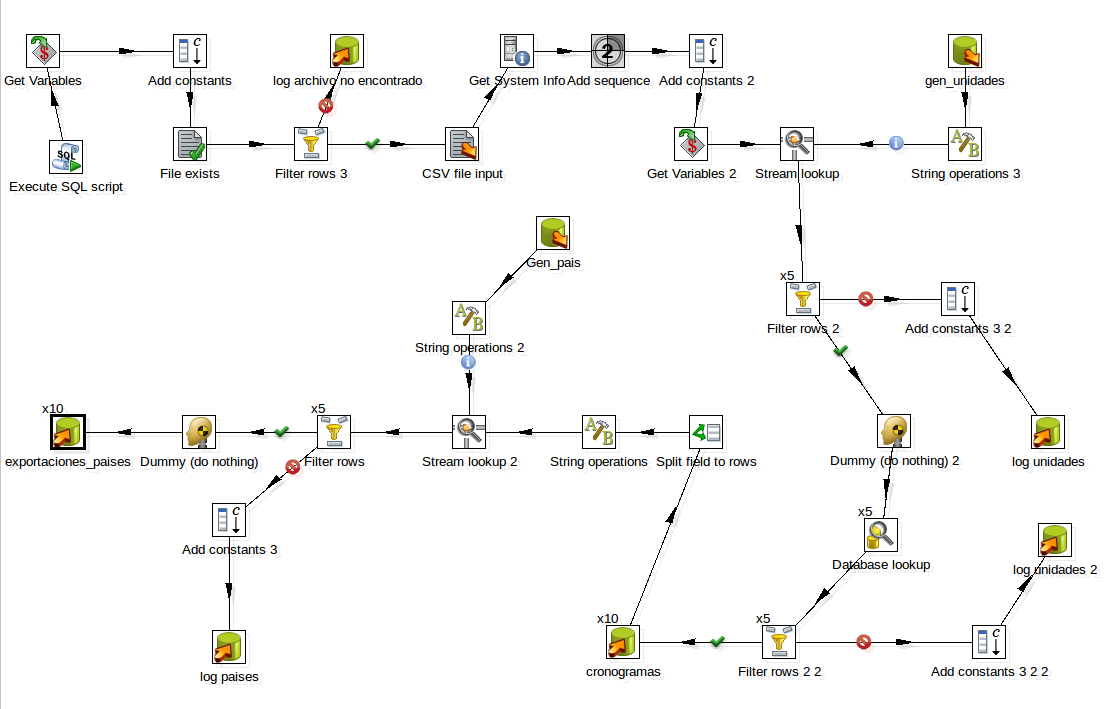 Get Variables
Add constants
log archivo no encontrado
Get System Info
2
Add sequence
Add constants 2
gen_unidades
SQL
Execute SQL script
File exists
Filter rows 3
CSV file input
Get Variables 2
Stream lookup
String operations 3
Gen_pais
x5
Filter rows 2
Add constants 3 2
String operations 2
x10
exportaciones_paises
Dummy (do nothing)
x5
Filter rows
Stream lookup 2
String operations
Split field to rows
Dummy (do nothing) 2
log unidades
Add constants 3
x5
Database lookup
log unidades 2
log paises
x10
cronogramas
x5
Filter rows 2 2
Add constants 3 2 2